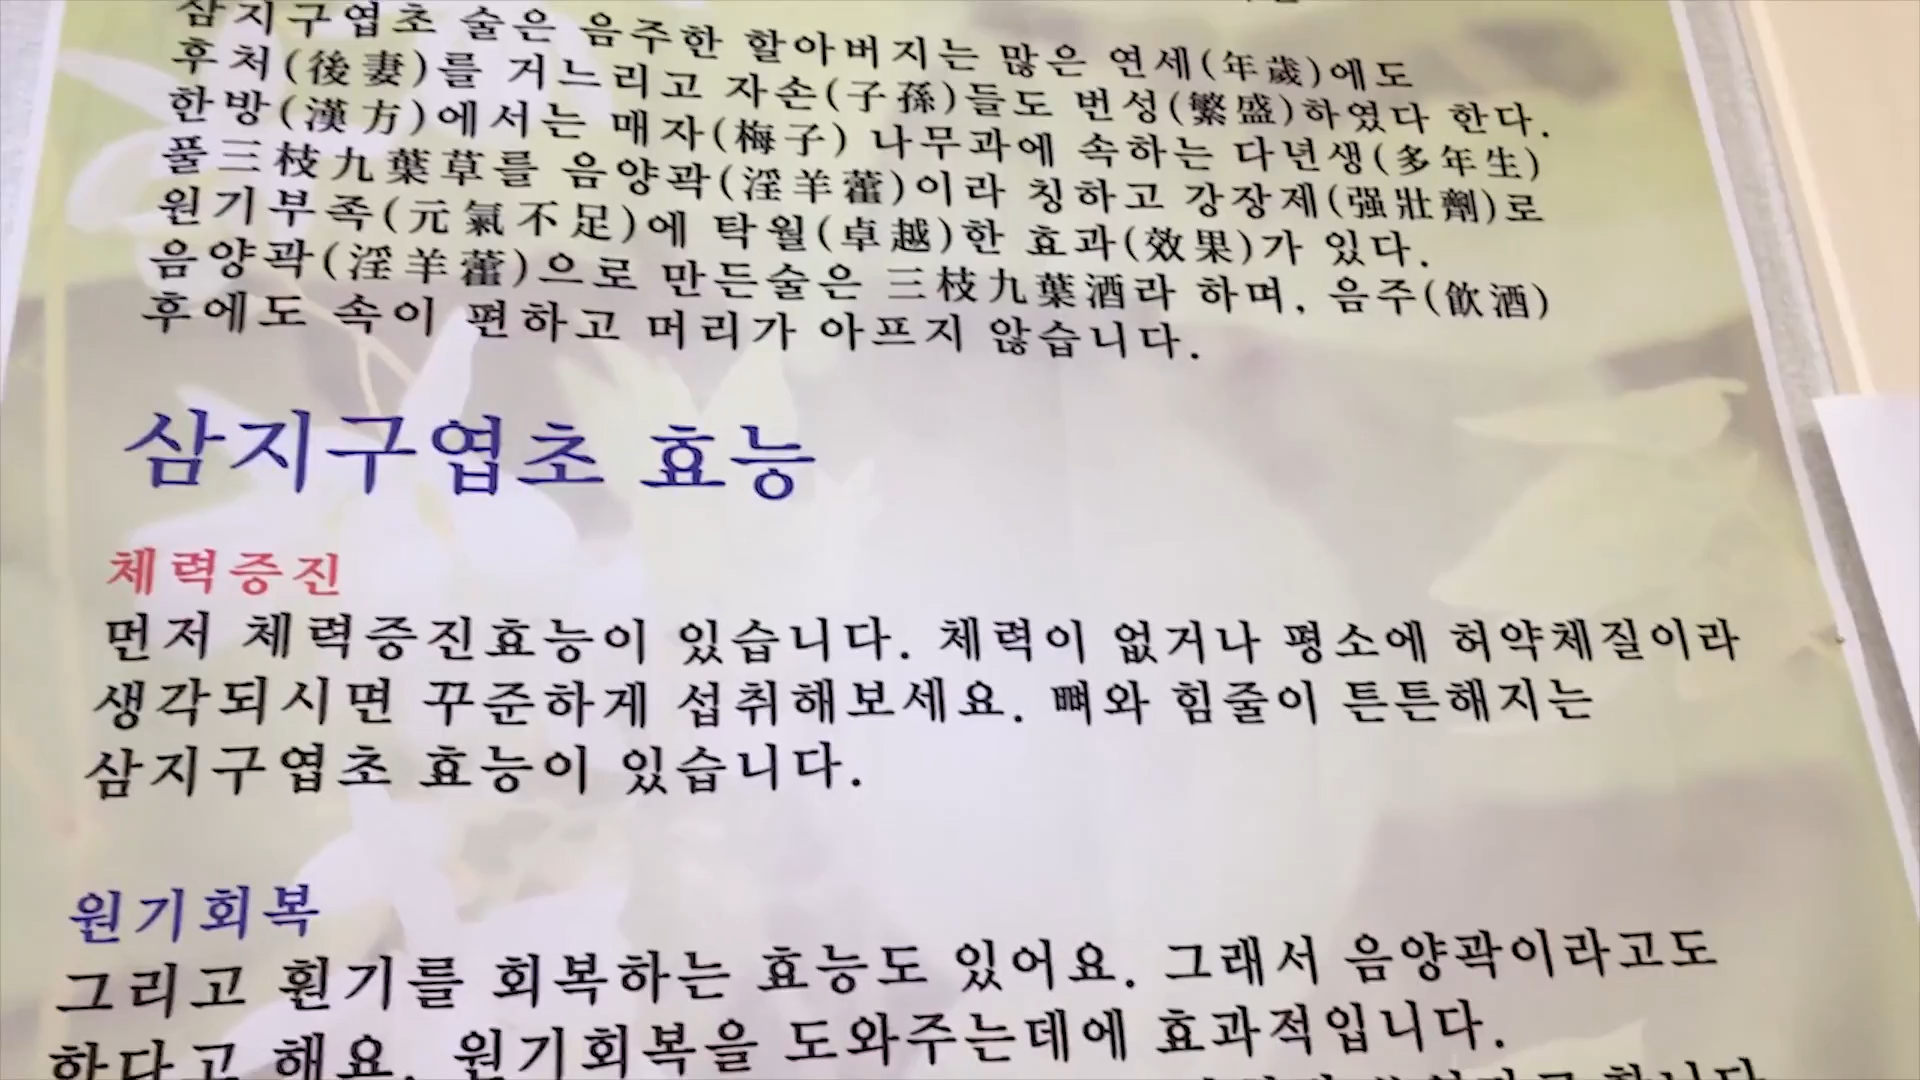 삼지구엽초 술은 음주한 할아버지는 많은 연세(年歲)에도
후처(後妻)를 거느리고 자손(子孫)들도 번성(繁盛)하였다 한다.
한방(漢方)에서는 매자(梅子) 나무과에 속하는 다년생(多年生)
풀三枝九葉草를 음양곽(淫羊藿)이라 칭하고 강장제(强壯劑)로
원기부족(元氣不足)에 탁월(卓越)한 효과(效果)가 있다.
음양곽(淫羊藿)으로 만든술은 三枝九葉酒라 하며, 음주(飮酒)
후에도 속이 편하고 머리가 아프지 않습니다.
삼지구엽초 효능
체력증진
먼저 체력증진효능이 있습니다. 체력이 없거나 평소에 허약체질이라
생각되시면 꾸준하게 섭취해보세요. 뼈와 힘줄이 튼튼해지는
삼지구엽초 효능이 있습니다.
원기회복
그리고 훤기를 회복하는 효능도 있어요. 그래서 음양곽이라고도
한다고 해요. 원기회복을 도와주는데에 효과적입니다.